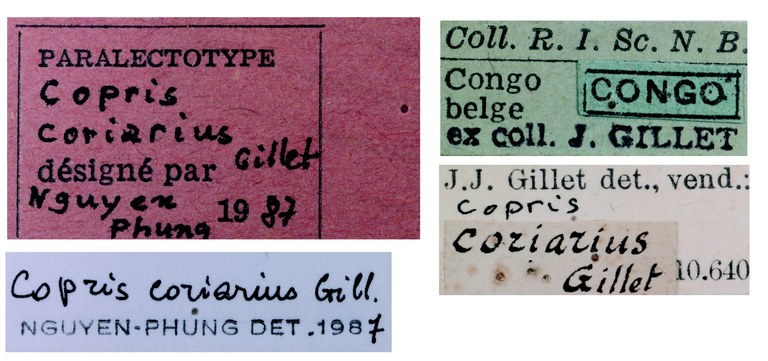 PARALECTOTYPE
Copris
coriarius
désigné par Gillet
Nguyen
Phung 1987
Copris coriarius Gill.
NGUYEN-PHUNG DET. 1987
Coll. R. I. Sc. N. B.
Congo
belge
CONGO
ex coll. J. GILLET
J.J. Gillet det., vend.:
Copris
coriarius
Gillet 10.640